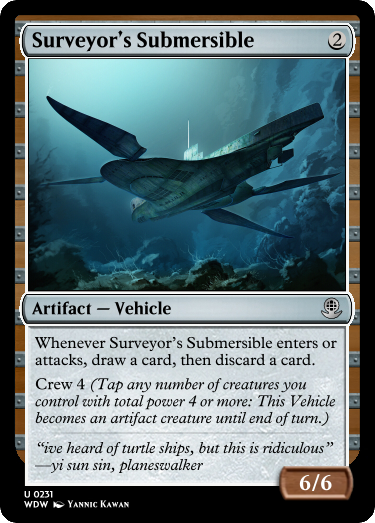 Surveyor's Submersible 2
Artifact — Vehicle
Whenever Surveyor's Submersible enters or
attacks, draw a card, then discard a card.
Crew 4 (Tap any number of creatures you
control with total power 4 or more: This Vehicle
becomes an artifact creature until end of turn.)
"ive heard of turtle ships, but this is ridiculous"
—yi sun sin, planeswalker
6/6
U 0231
WDW Yannic Kawan